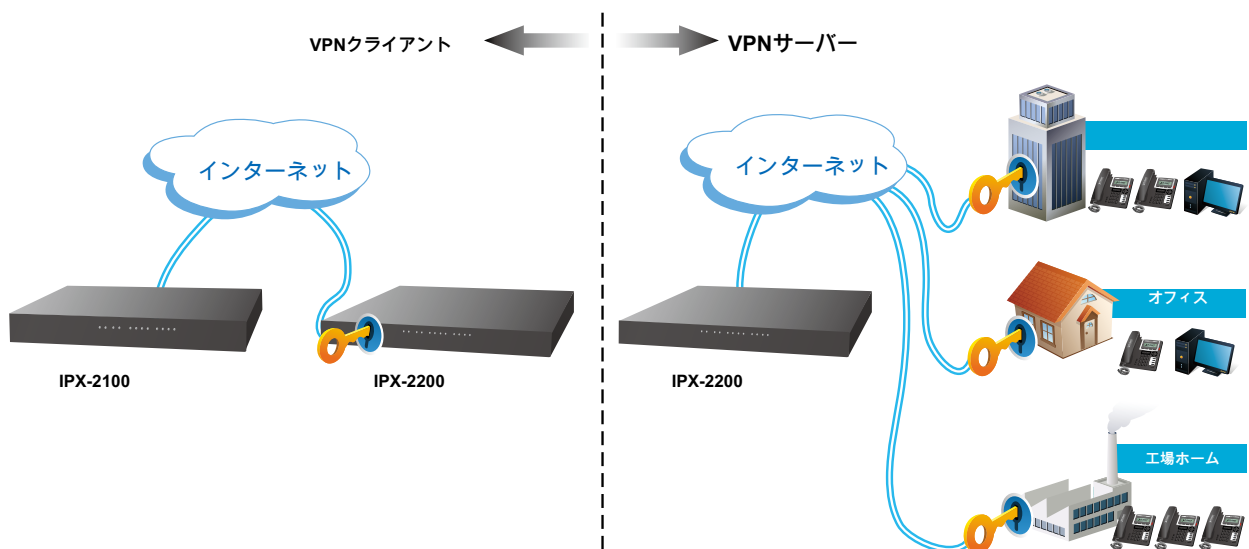 VPNクライアント
VPNサーバー
インターネット
インターネット
オフィス
IPX-2100
IPX-2200
IPX-2200
工場ホーム